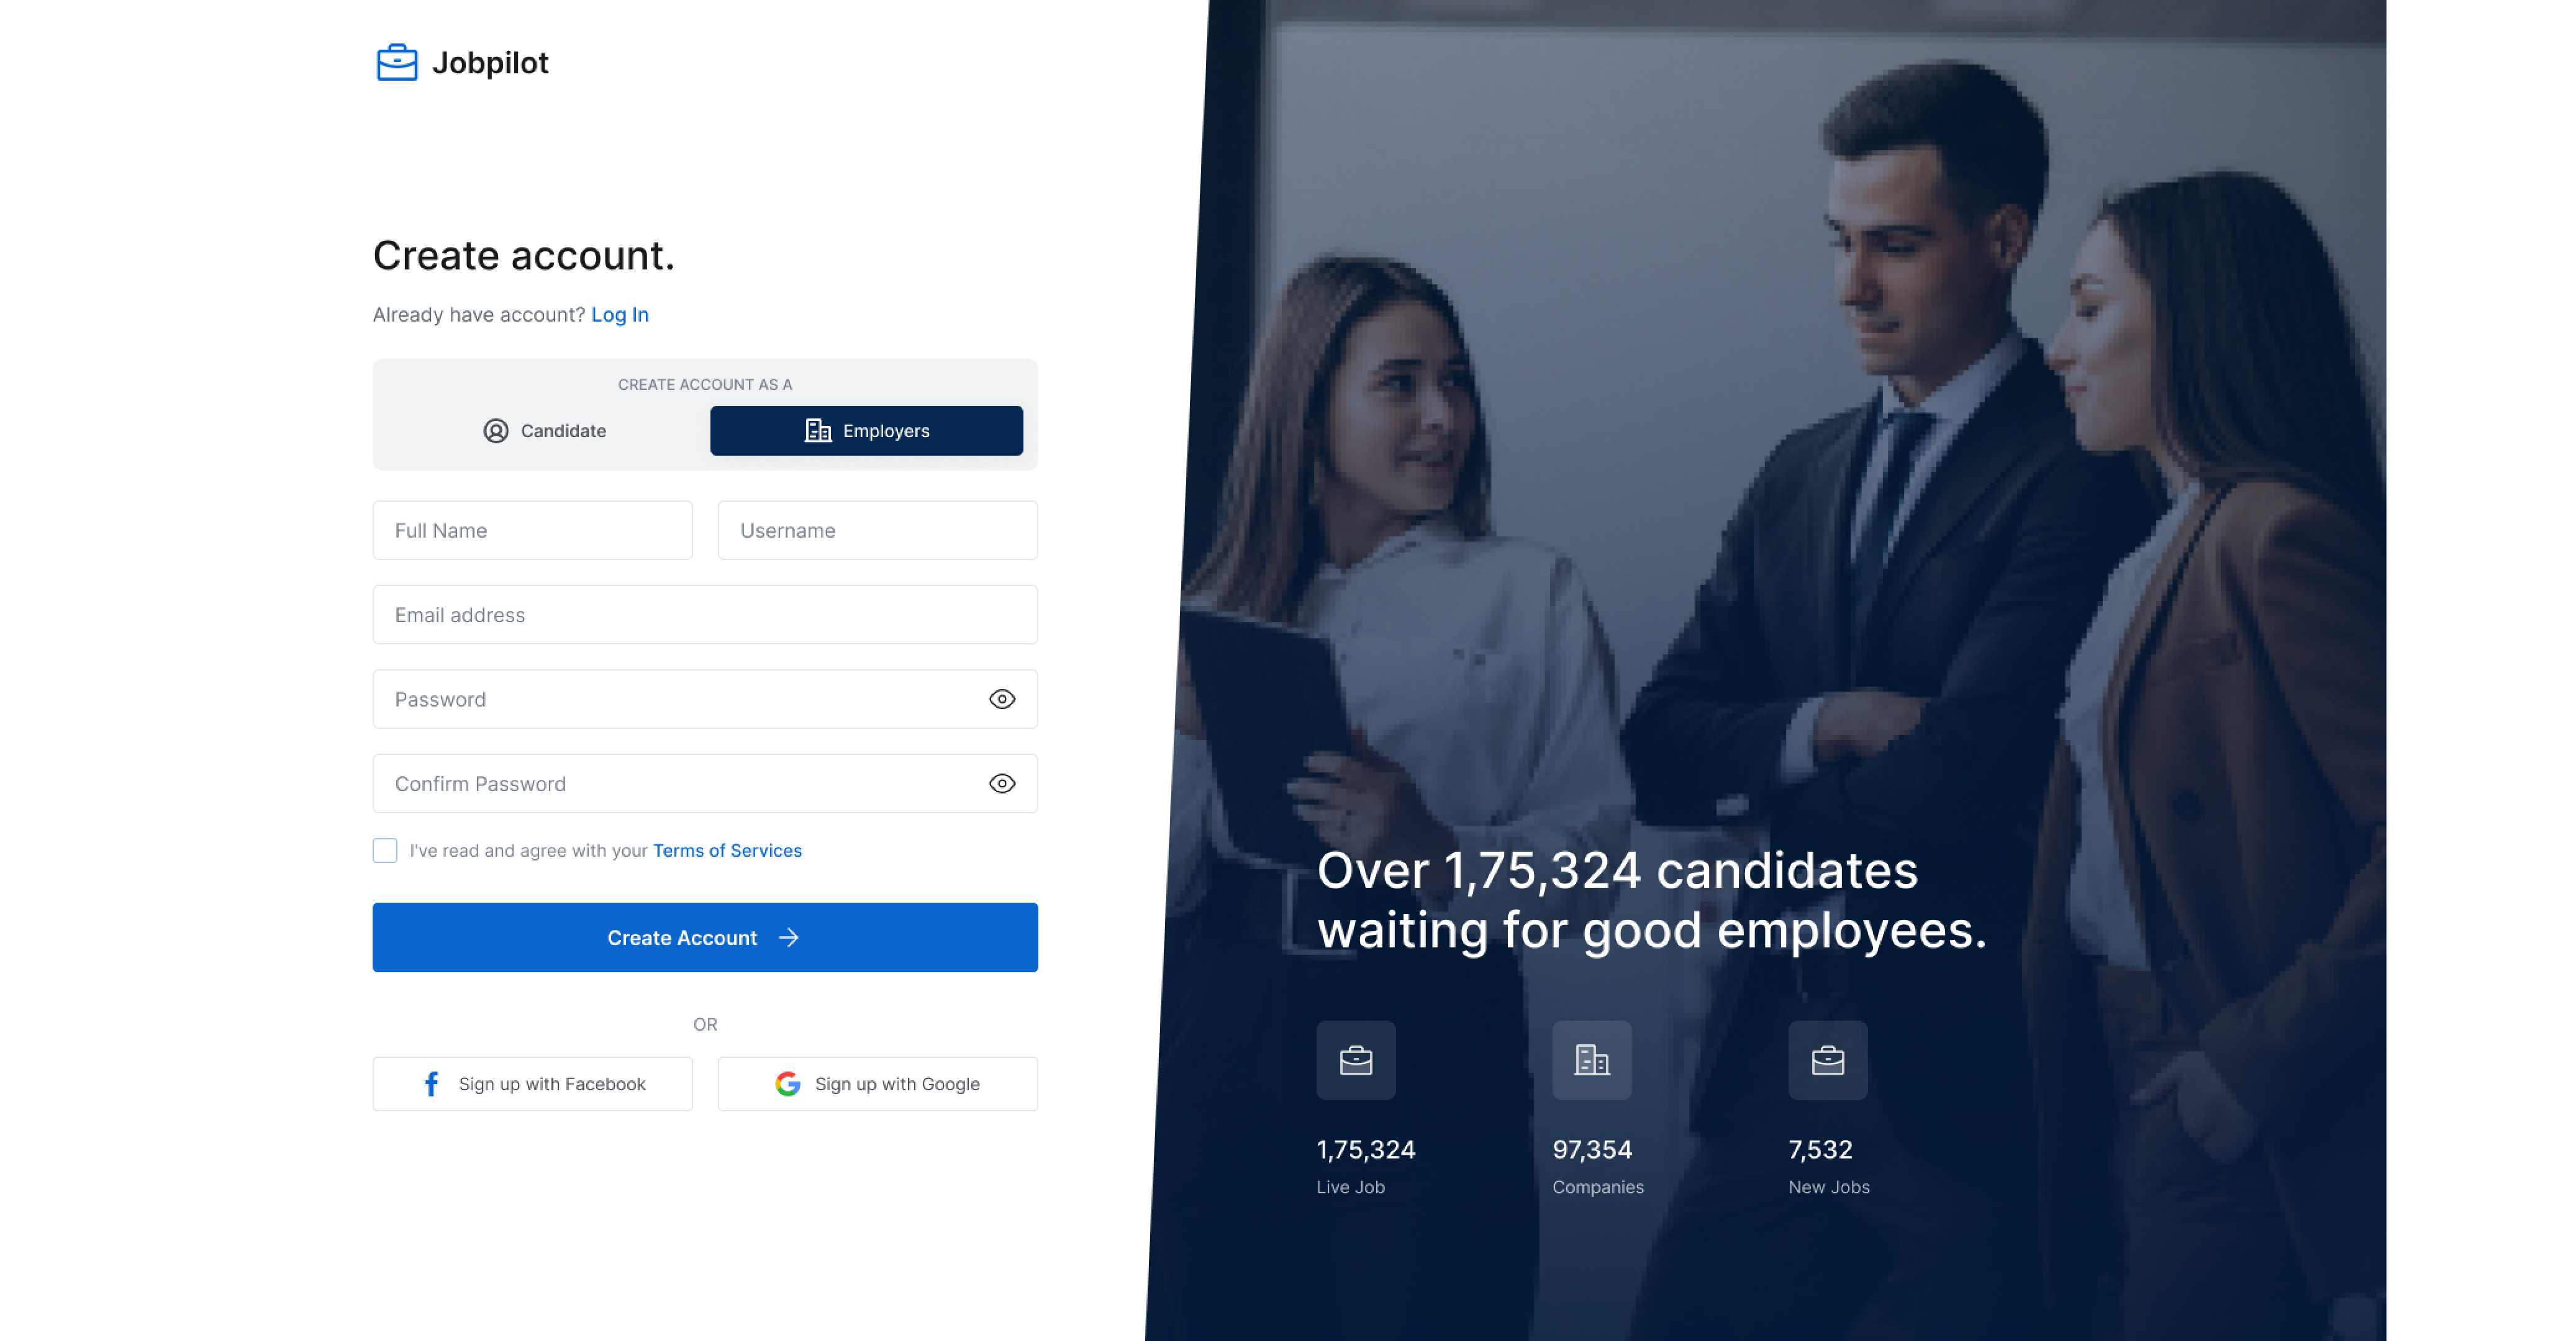 Jobpilot
Create account.
Already have account? Log In
CREATE ACCOUNT AS A
Candidate
Employers
Full Name
Username
Email address
Password
Confirm Password
I've read and agree with your Terms of Services
Create Account
OR
Sign up with Facebook
Sign up with Google
Over 1,75,324 candidates
waiting for good employees.
1,75,324
Live Job
97,354
Companies
7,532
New Jobs